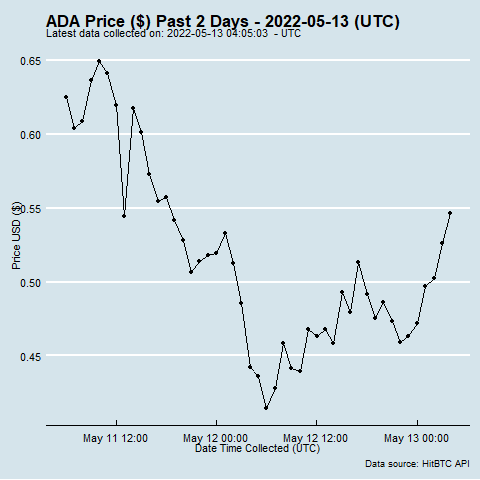 ADA Price ($) Past 2 Days - 2022-05-13 (UTC)
Latest data collected on: 2022-05-13 04:05:03 - UTC
0.65
0.60
0.55
0.50
0.45
Price USD ($)
May 11 12:00
May 12 00:00
May 12 12:00
May 13 00:00
Date Time Collected (UTC)
Data source: HitBTC API